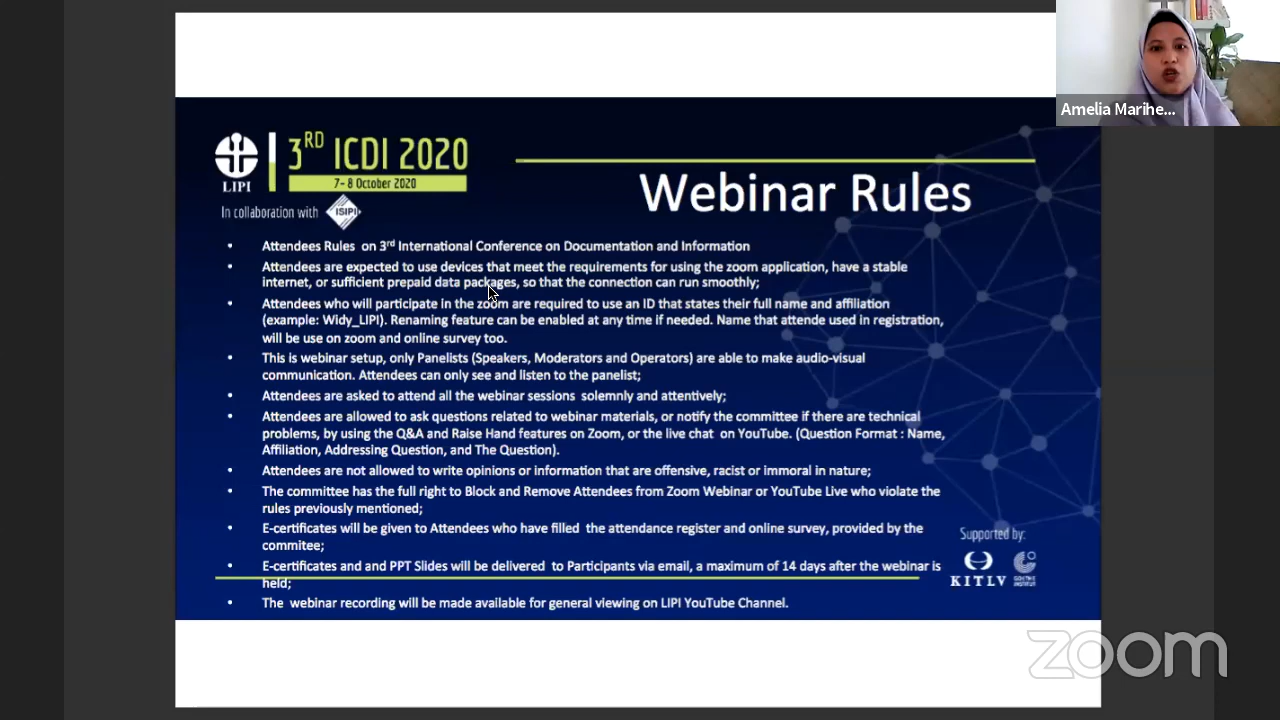 3RD ICDI 2020
7-8 October 2020
LIPI
In collaboration with ISIPI
Webinar Rules
Amelia Marihe...
• Attendees Rules on 3rd International Conference on Documentation and Information
• Attendees are expected to use devices that meet the requirements for using the zoom application, have a stable
internet, or sufficient prepaid data packages, so that the connection can run smoothly;
• Attendees who will participate in the zoom are required to use an ID that states their full name and affiliation
(example: Widy_LIPI). Renaming feature can be enabled at any time if needed. Name that attende used in registration,
will be use on zoom and online survey too.
• This is webinar setup, only Panelists (Speakers, Moderators and Operators) are able to make audio-visual
communication. Attendees can only see and listen to the panelist;
• Attendees are asked to attend all the webinar sessions solemnly and attentively;
• Attendees are allowed to ask questions related to webinar materials, or notify the committee if there are technical
problems, by using the Q&A and Raise Hand features on Zoom, or the live chat on YouTube. (Question Format : Name,
Affiliation, Addressing Question, and The Question).
• Attendees are not allowed to write opinions or information that are offensive, racist or immoral in nature;
• The committee has the full right to Block and Remove Attendees from Zoom Webinar or YouTube Live who violate the
rules previously mentioned;
• E-certificates will be given to Attendees who have filled the attendance register and online survey, provided by the
commitee;
• E-certificates and and PPT Slides will be delivered to Participants via email, a maximum of 14 days after the webinar is
held;
• The webinar recording will be made available for general viewing on LIPI YouTube Channel.
Supported by:
KITLV
GOETHE
INSTITUT
zoom